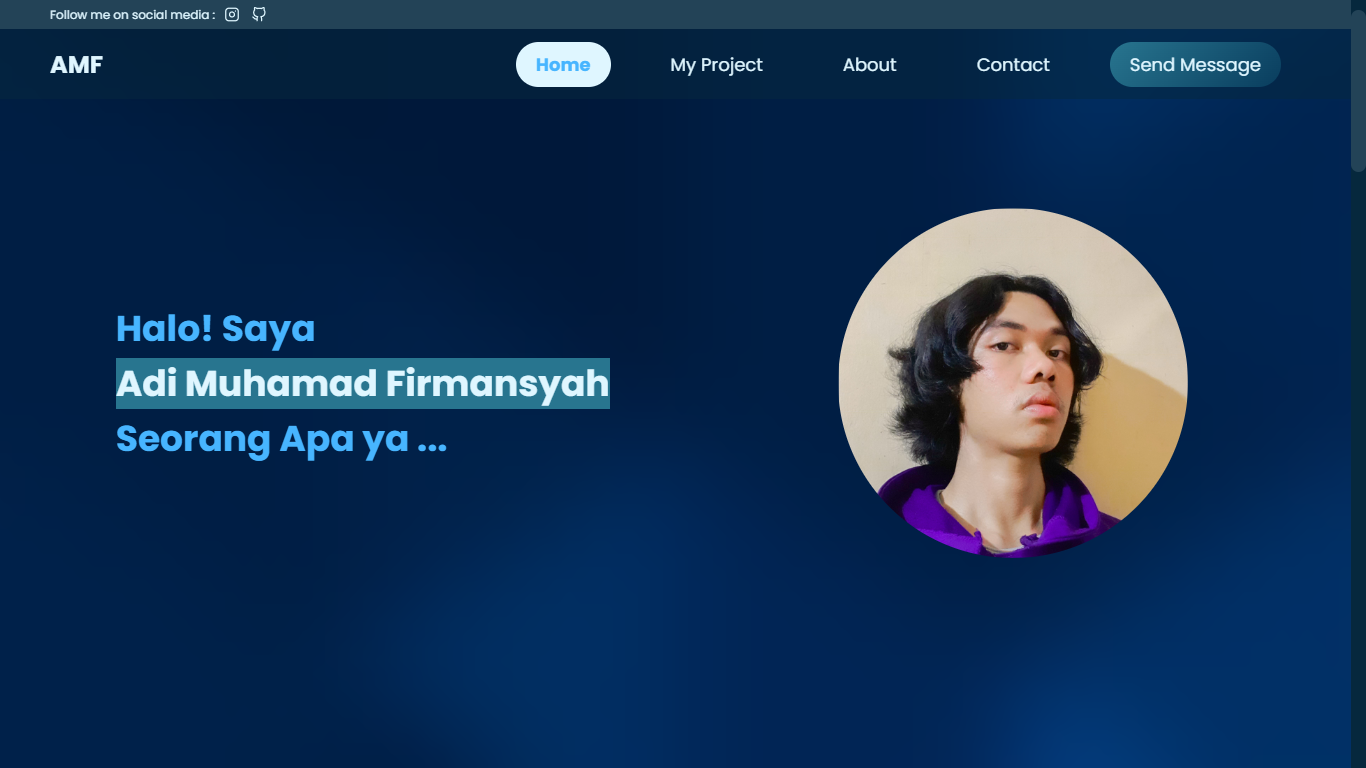 Follow me on social media :
AMF
Home
My Project
About
Contact
Send Message
Halo! Saya
Adi Muhamad Firmansyah
Seorang Apa ya ...